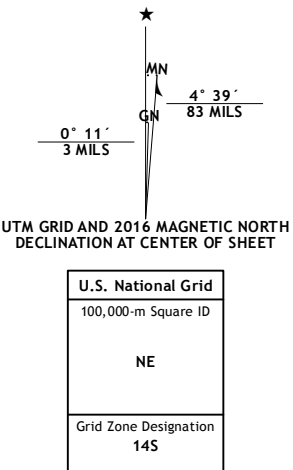 MN
4° 39´
83 MILS
GN
0° 11´
3 MILS
UTM GRID AND 2016 MAGNETIC NORTH
DECLINATION AT CENTER OF SHEET
U.S. National Grid
100,000-m Square ID
NE
Grid Zone Designation
14S